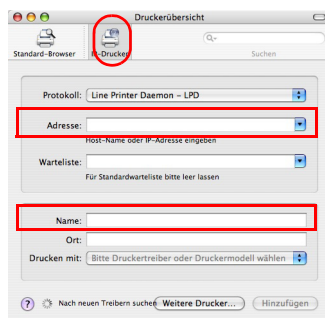 Druckerübersicht
Standard-Browser IP-Drucker Suchen
Protokoll: Line Printer Daemon – LPD
Adresse:
Host-Name oder IP-Adresse eingeben
Warteliste:
Für Standardwarteliste bitte leer lassen
Name:
Ort:
Drucken mit: Bitte Druckertreiber oder Druckermodell wählen
? Nach neuen Treibern suchen Weitere Drucker... Hinzufügen